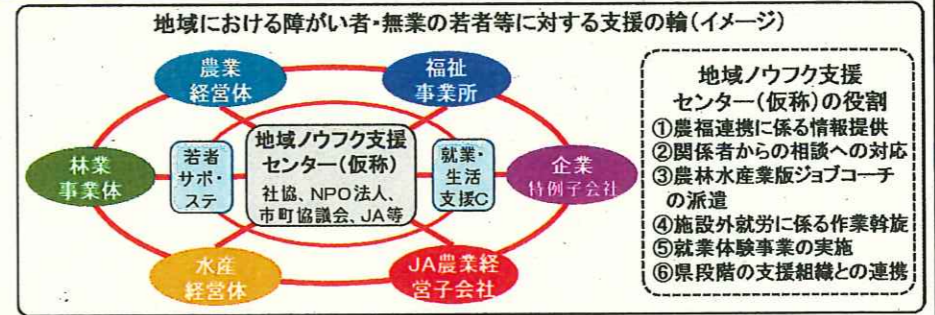 地域における障がい者・無業の若者等に対する支援の輪(イメージ)
農業
経営体
福祉
事業所
林業
事業体
若者
サポ・
ステ
地域ノウフク支援
センター(仮称)
社協、NPO法人、
市町協議会、JA等
就業・
生活
支援C
企業
特例子会社
水産
経営体
JA農業経
営子会社
地域ノウフク支援
センター(仮称)の役割
①農福連携に係る情報提供
②関係者からの相談への対応
③農林水産業版ジョブコーチ
の派遣
④施設外就労に係る作業斡旋
⑤就業体験事業の実施
⑥県段階の支援組織との連携